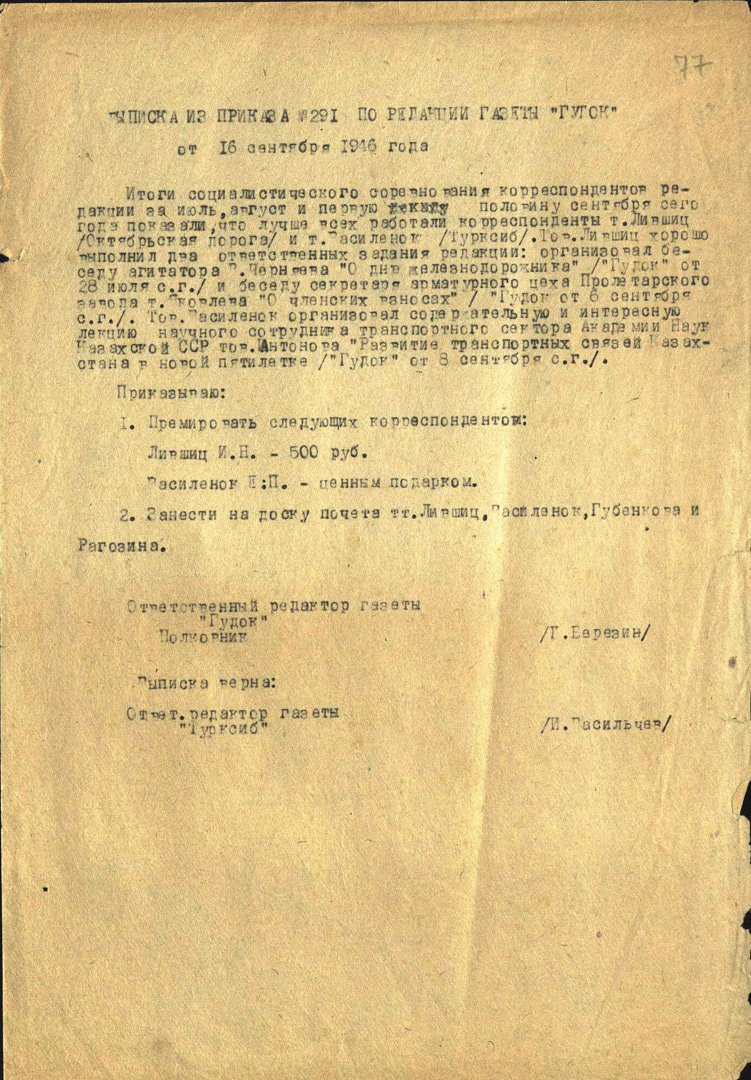 77
ВЫПИСКА ИЗ ПРИКАЗА №291 ПО РЕДАКЦИИ ГАЗЕТЫ "ГУДОК"
от 16 сентября 1946 года
Итоги социалистического соревнования корреспондентов ре-
дакции за июль, август и первую декаду половину сентября сего
года показали, что лучше всех работали корреспонденты т.Лившиц
/Октябрьская дорога/ и т.Василенок /Турксиб/. Тов.Лившиц хорошо
выполнил два ответственных задания редакции: организовал бе-
седу агитатора В.Черняева "О дне железнодорожника" /"Гудок" от
28 июля с.г./ и беседу секретаря арматурного цеха Пролетарского
завода т.Яковлева "О членских взносах" / "Гудок от 6 сентября
с.г./. Тов.Василенок организовал содержательную и интересную
лекцию научного сотрудника транспортного сектора Академии Наук
Казахской ССР тов.Антонова "Развитие транспортных связей Казах-
стана в новой пятилетке /"Гудок" от 8 сентября с.г./.
Приказываю:
1. Премировать следующих корреспондентов:
Лившиц И.Н. - 500 руб.
Василенок П. - ценным подарком.
2. Занести на доску почета тт.Лившиц, Василенок, Губенкова и
Рагозина.
Ответственный редактор газеты
"Гудок"
Полковник /Г.Березин/
Выписка верна:
Ответ.редактор газеты
"Турксиб" /И.Васильчев/